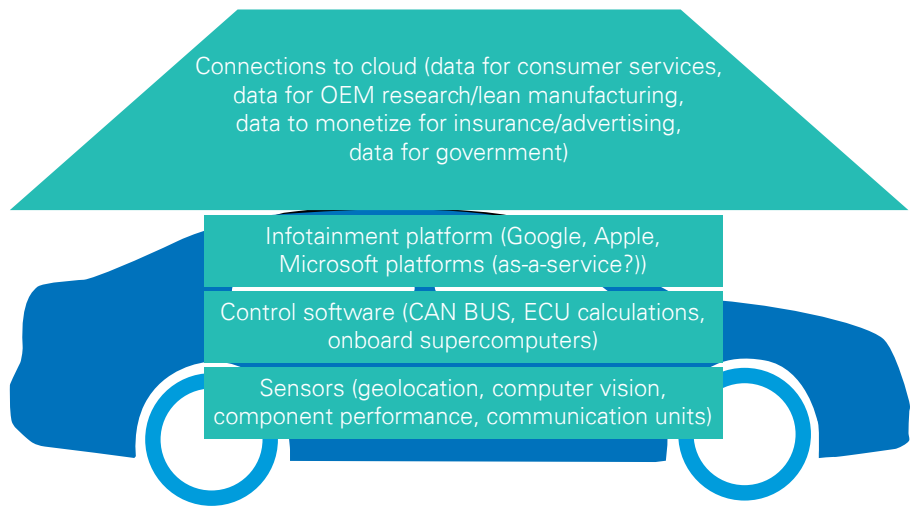 Connections to cloud (data for consumer services,
data for OEM research/lean manufacturing,
data to monetize for insurance/advertising,
data for government)
Infotainment platform (Google, Apple,
Microsoft platforms (as-a-service?))
Control software (CAN BUS, ECU calculations,
onboard supercomputers)
Sensors (geolocation, computer vision,
component performance, communication units)